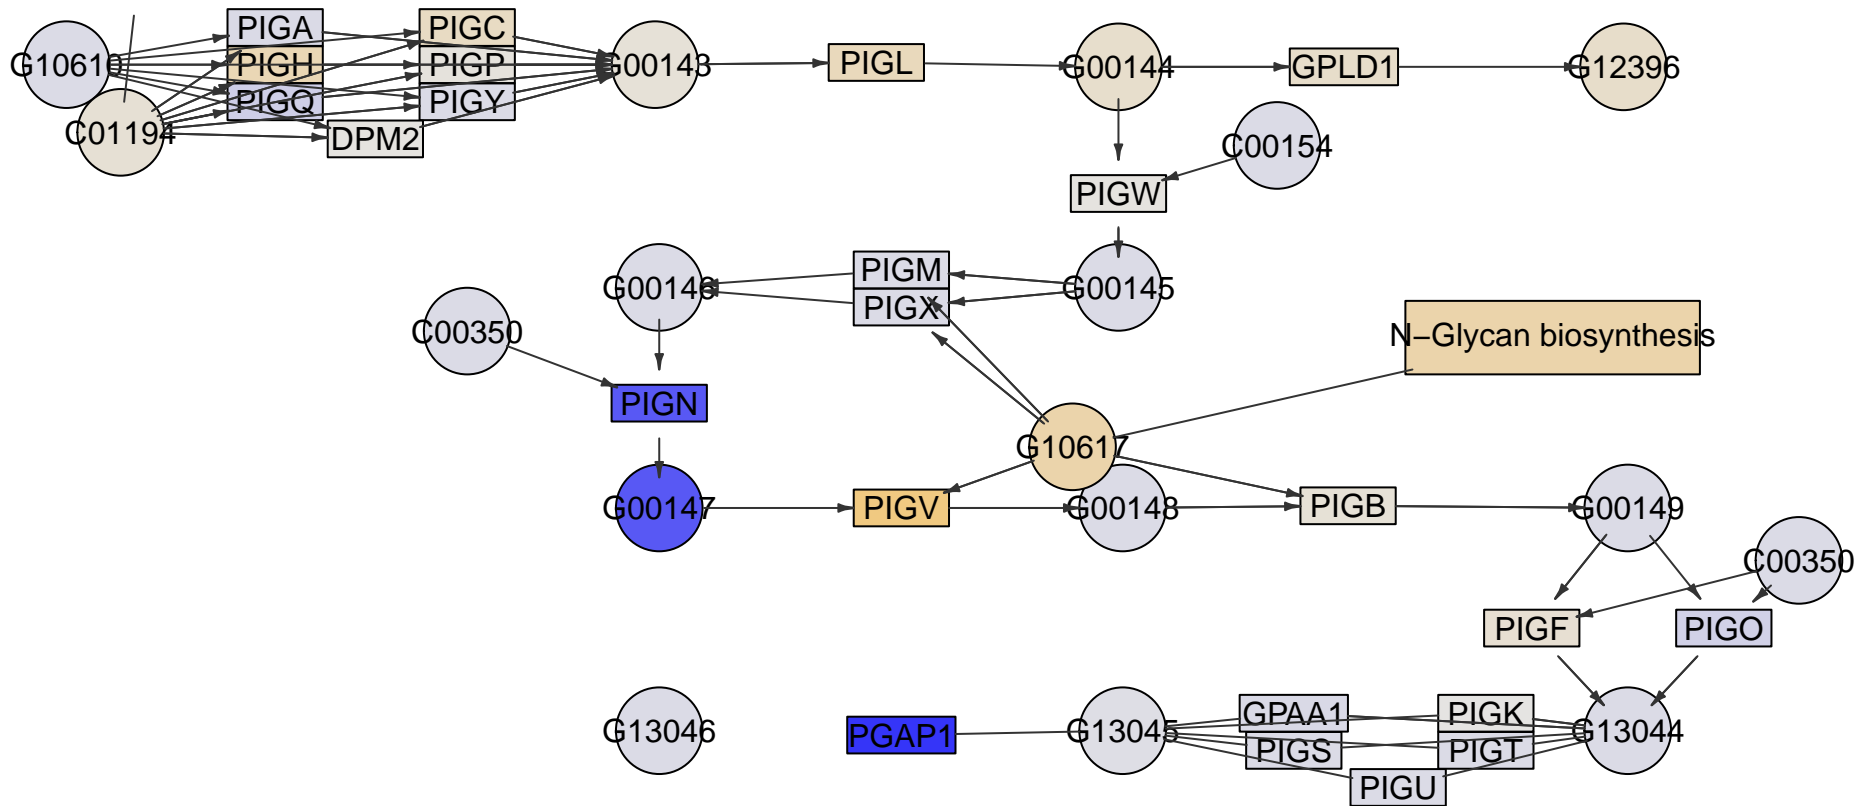 PIGA
PIGC
G10610
PIGH
PIGP
G00143
PIGL
G00144
GPLD1
G12396
PIGQ
PIGY
C01194
DPM2
C00154
PIGW
PIGM
G00146
G00145
PIGX
C00350
N−Glycan biosynthesis
PIGN
G10617
G00147
PIGV
G00148
PIGB
G00149
C00350
PIGF
PIGO
GPAA1
PIGK
G13046
PGAP1
G13045
G13044
PIGS
PIGT
PIGU